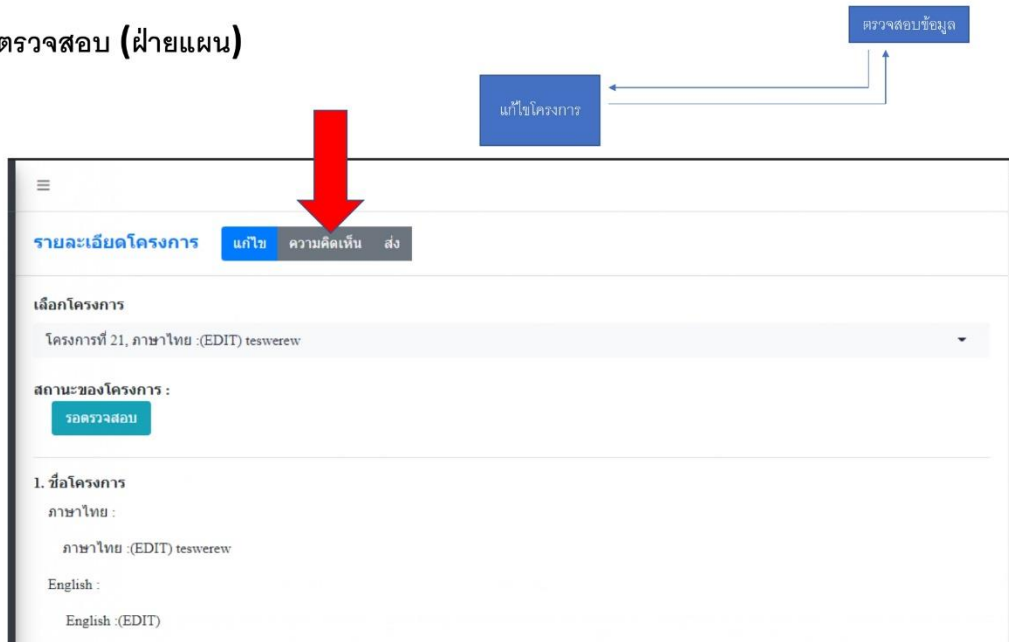 ตรวจสอบ (ฝ่ายแผน)
ตรวจสอบข้อมูล
แก้ไขโครงการ
รายละเอียดโครงการ แก้ไข ความคิดเห็น ส่ง
เลือกโครงการ
โครงการที่ 21, ภาษาไทย :(EDIT) teswerew
สถานะของโครงการ :
รอตรวจสอบ
1. ชื่อโครงการ
ภาษาไทย :
ภาษาไทย :(EDIT) teswerew
English :
English :(EDIT)